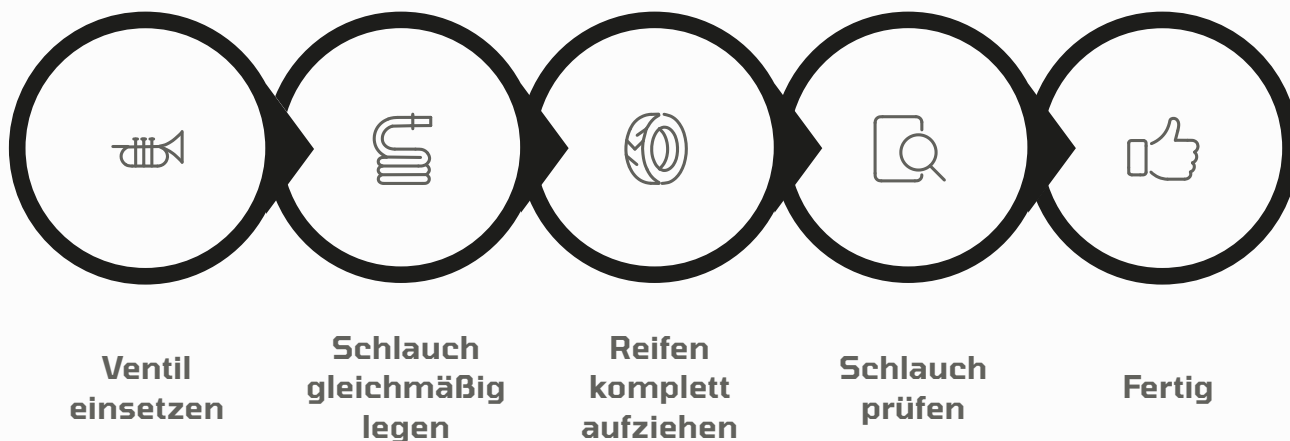 Ventil
einsetzen
Schlauch
gleichmäßig
legen
Reifen
komplett
aufziehen
Schlauch
prüfen
Fertig